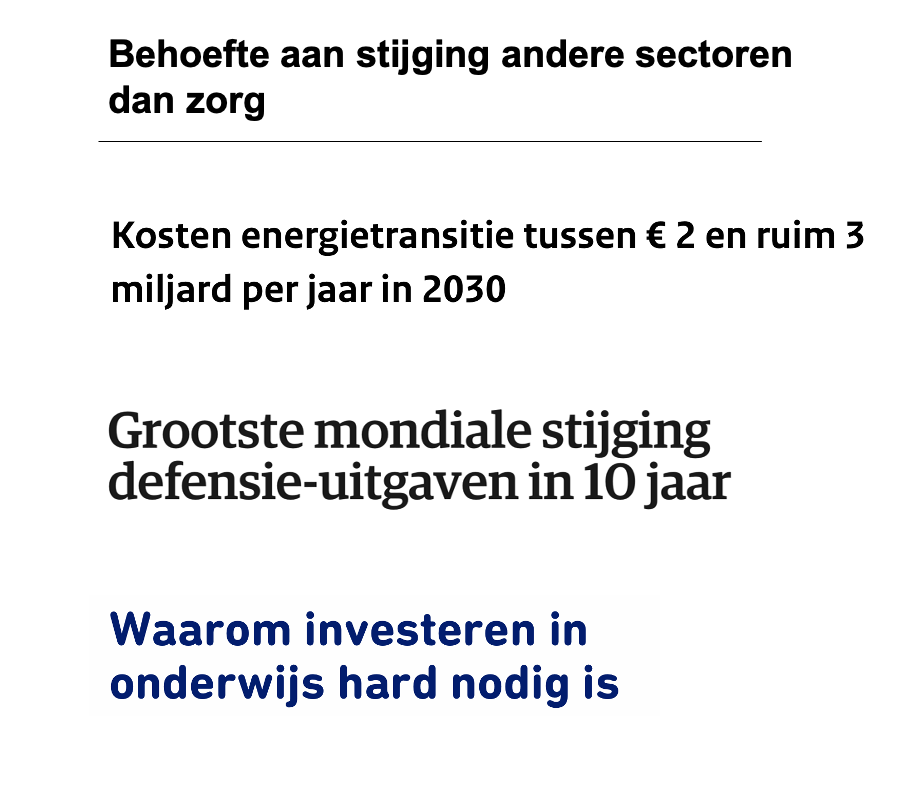 Behoefte aan stijging andere sectoren
dan zorg
Kosten energietransitie tussen € 2 en ruim 3
miljard per jaar in 2030
Grootste mondiale stijging
defensie-uitgaven in 10 jaar
Waarom investeren in
onderwijs hard nodig is